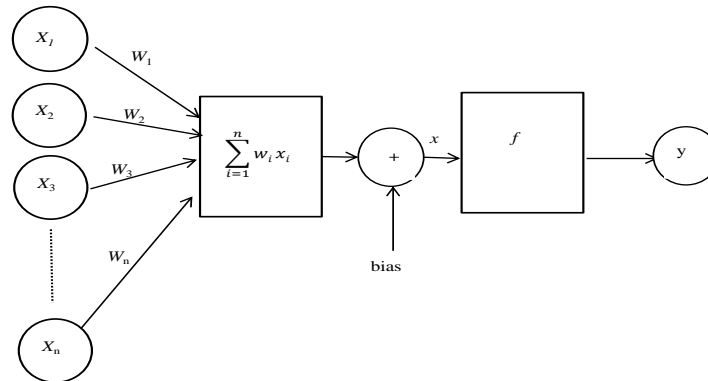 X₁
W₁
X₂
W₂
X₃
W₃
Wₙ
Xₙ
n
∑ wᵢ xᵢ
i=1
+
bias
x
f
y